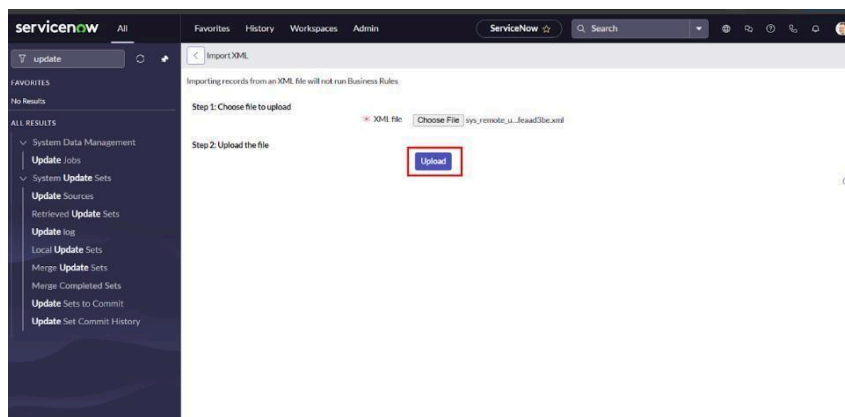 servicenow All Favorites History Workspaces Admin ServiceNow Search
update
Import XML
Importing records from an XML file will not run Business Rules
FAVORITES
No Results
Step 1: Choose file to upload
XML file Choose File sys_remote_u...feaad3be.xml
ALL RESULTS
System Data Management
Step 2: Upload the file
Upload
Update Jobs
System Update Sets
Update Sources
Retrieved Update Sets
Update log
Local Update Sets
Merge Update Sets
Merge Completed Sets
Update Sets to Commit
Update Set Commit History